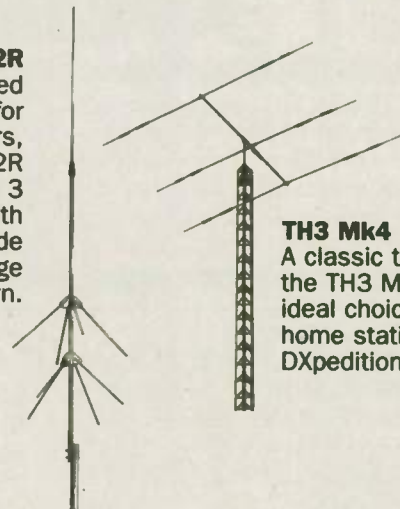 2R
ed
for
rs,
2R
3
th
de
ge
n.
TH3 Mk4
A classic t
the TH3 M
ideal choic
home stati
DXpedition